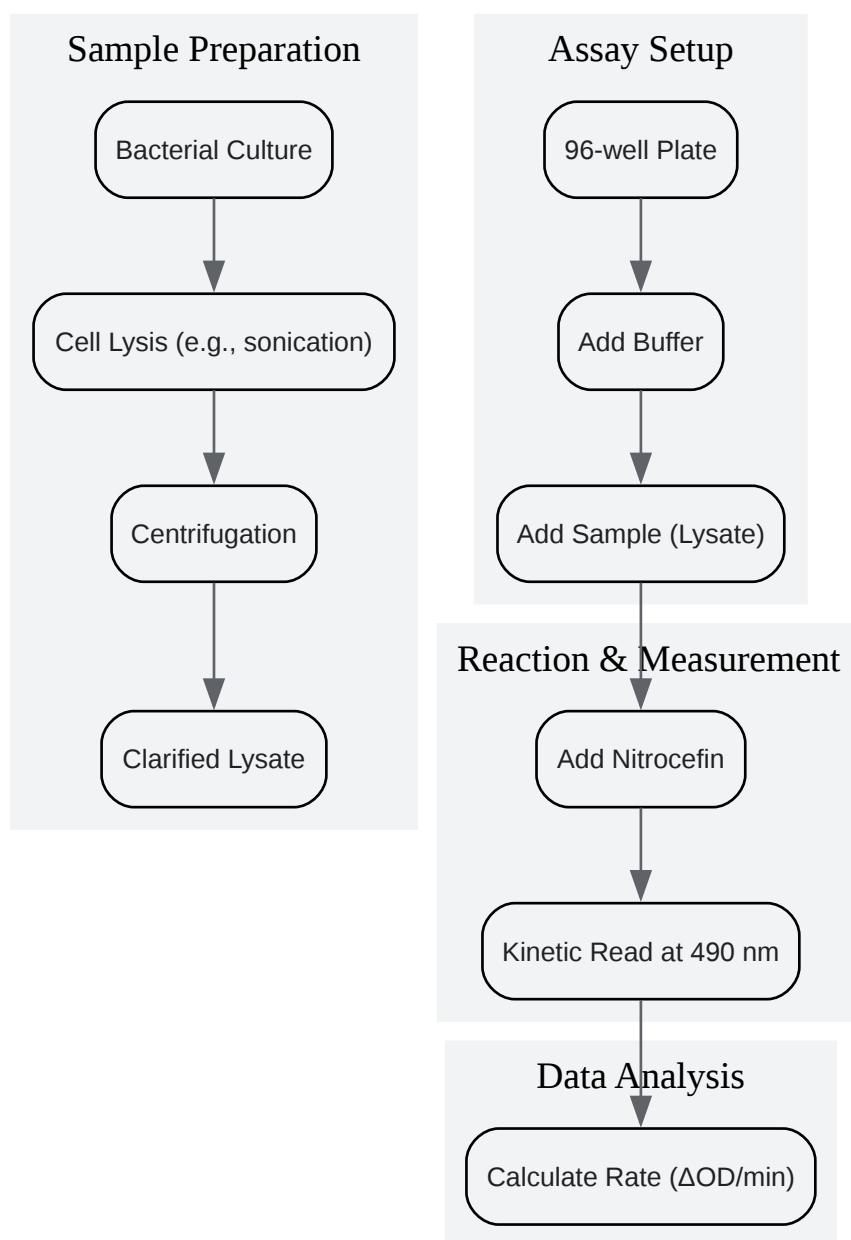 Sample Preparation
Bacterial Culture
Cell Lysis (e.g., sonication)
Centrifugation
Clarified Lysate
Assay Setup
96-well Plate
Add Buffer
Add Sample (Lysate)
Reaction & Measurement
Add Nitrocefin
Kinetic Read at 490 nm
Data Analysis
Calculate Rate (ΔOD/min)